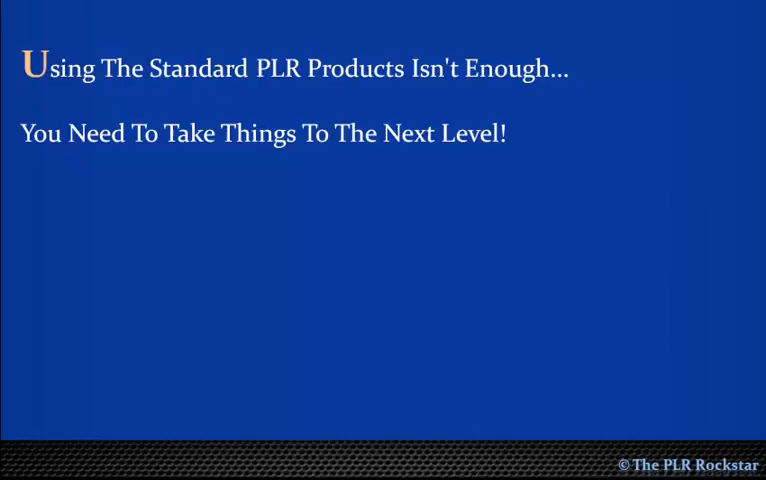 Using The Standard PLR Products Isn't Enough...
You Need To Take Things To The Next Level!
© The PLR Rockstar